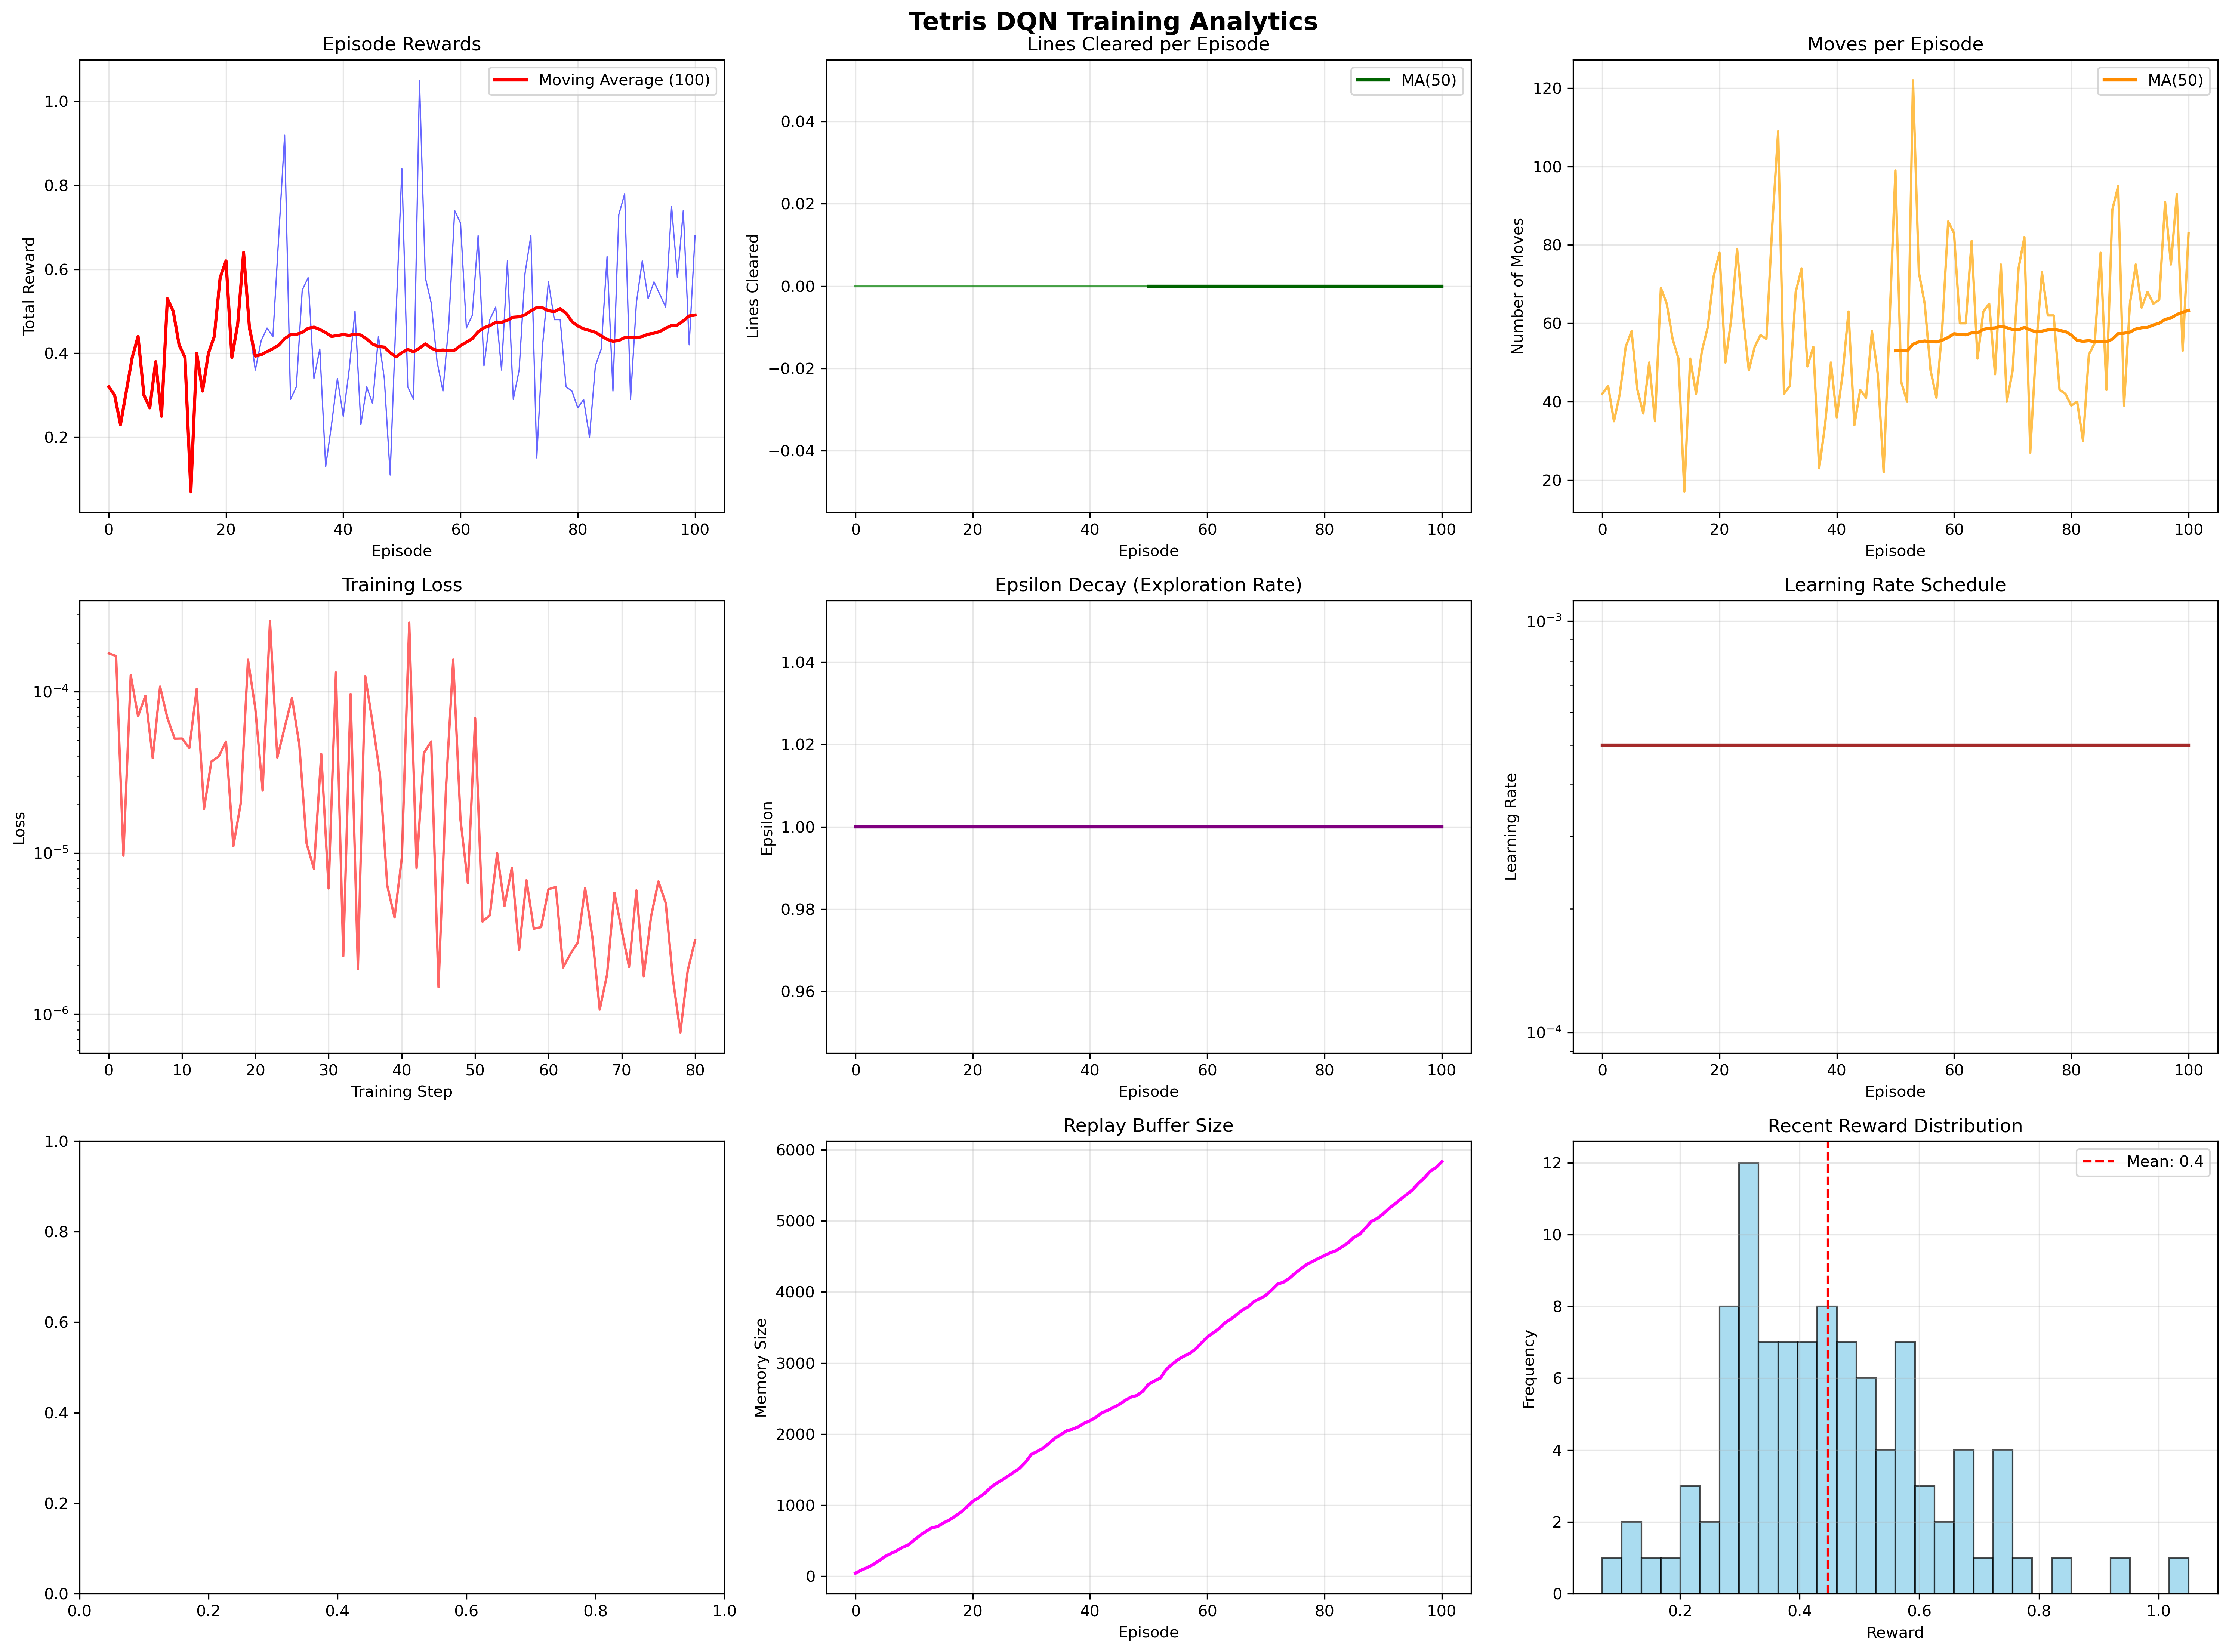 Tetris DQN Training Analytics
Episode Rewards
Moving Average (100)
Total Reward
1.0
0.8
0.6
0.4
0.2
0 20 40 60 80 100
Episode
Lines Cleared per Episode
MA(50)
Lines Cleared
0.04
0.02
0.00
−0.02
−0.04
0 20 40 60 80 100
Episode
Moves per Episode
MA(50)
Number of Moves
120
100
80
60
40
20
0 20 40 60 80 100
Episode
Training Loss
Loss
10⁻⁴
10⁻⁵
10⁻⁶
0 10 20 30 40 50 60 70 80
Training Step
Epsilon Decay (Exploration Rate)
Epsilon
1.04
1.02
1.00
0.98
0.96
0 20 40 60 80 100
Episode
Learning Rate Schedule
Learning Rate
10⁻³
10⁻⁴
0 20 40 60 80 100
Episode
1.0
0.8
0.6
0.4
0.2
0.0
0.0 0.2 0.4 0.6 0.8 1.0
Replay Buffer Size
Memory Size
6000
5000
4000
3000
2000
1000
0
0 20 40 60 80 100
Episode
Recent Reward Distribution
Mean: 0.4
Frequency
12
10
8
6
4
2
0
0.2 0.4 0.6 0.8 1.0
Reward